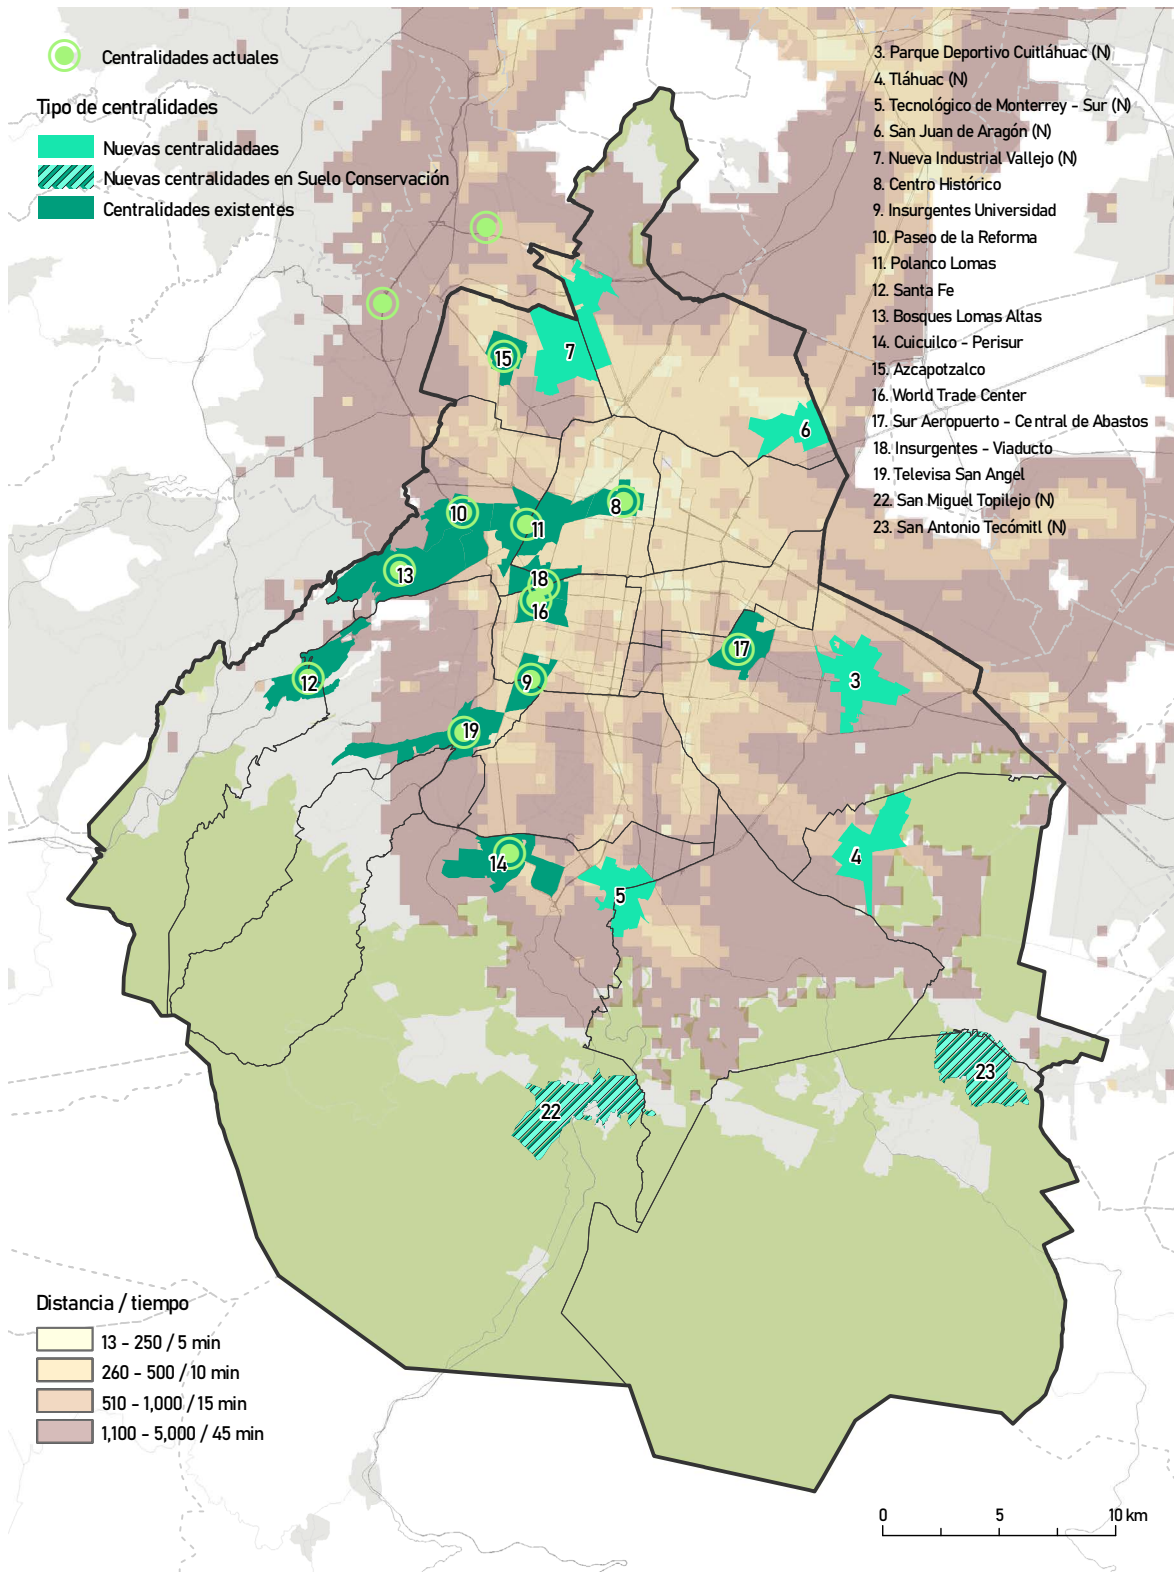 Centralidades actuales
Tipo de centralidades
Nuevas centralidadaes
Nuevas centralidades en Suelo Conservación
Centralidades existentes
3. Parque Deportivo Cuitláhuac (N)
4. Tláhuac (N)
5. Tecnológico de Monterrey - Sur (N)
6. San Juan de Aragón (N)
7. Nueva Industrial Vallejo (N)
8. Centro Histórico
9. Insurgentes Universidad
10. Paseo de la Reforma
11. Polanco Lomas
12. Santa Fe
13. Bosques Lomas Altas
14. Cuicuilco - Perisur
15. Azcapotzalco
16. World Trade Center
17. Sur Aeropuerto - Central de Abastos
18. Insurgentes - Viaducto
19. Televisa San Angel
22. San Miguel Topilejo (N)
23. San Antonio Tecómitl (N)
7
15
6
8
10
11
13
18
16
17
12
9
3
19
14
4
5
23
22
Distancia / tiempo
13 - 250 / 5 min
260 - 500 / 10 min
510 - 1,000 / 15 min
1,100 - 5,000 / 45 min
0 5 10 km